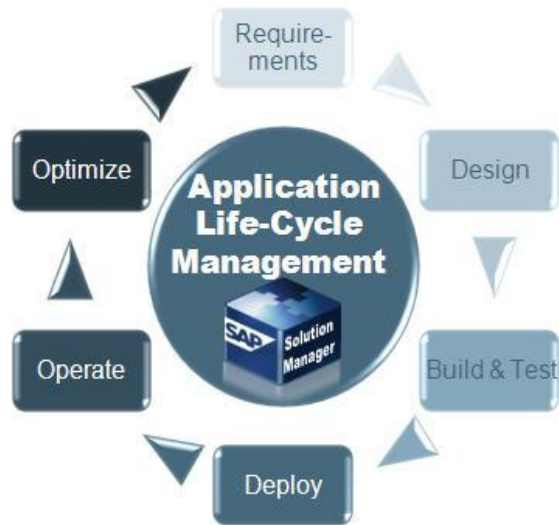 Require-
ments
Design
Build & Test
Deploy
Operate
Optimize
Application
Life-Cycle
Management
SAP
Solution
Manager